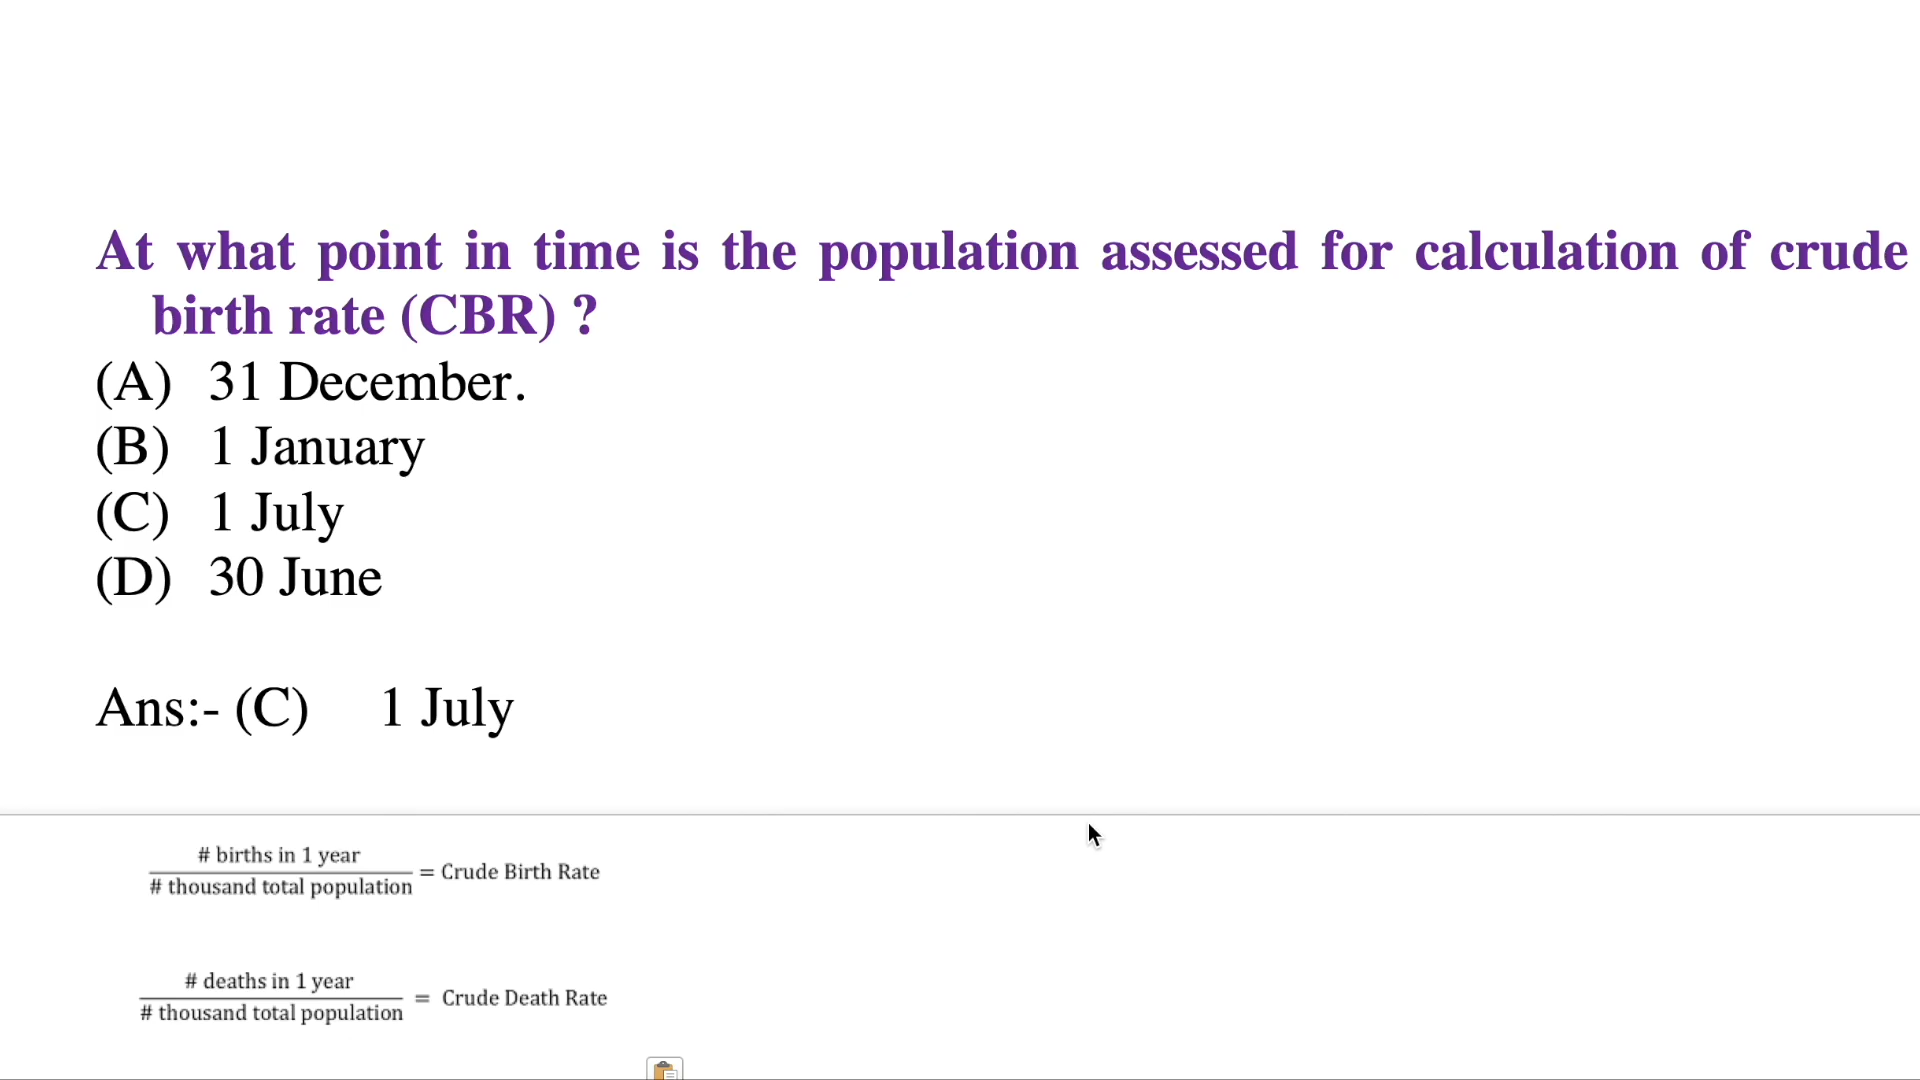 At what point in time is the population assessed for calculation of crude
birth rate (CBR) ?
(A) 31 December.
(B) 1 January
(C) 1 July
(D) 30 June
Ans:- (C) 1 July
# births in 1 year
# thousand total population
= Crude Birth Rate
# deaths in 1 year
# thousand total population
= Crude Death Rate